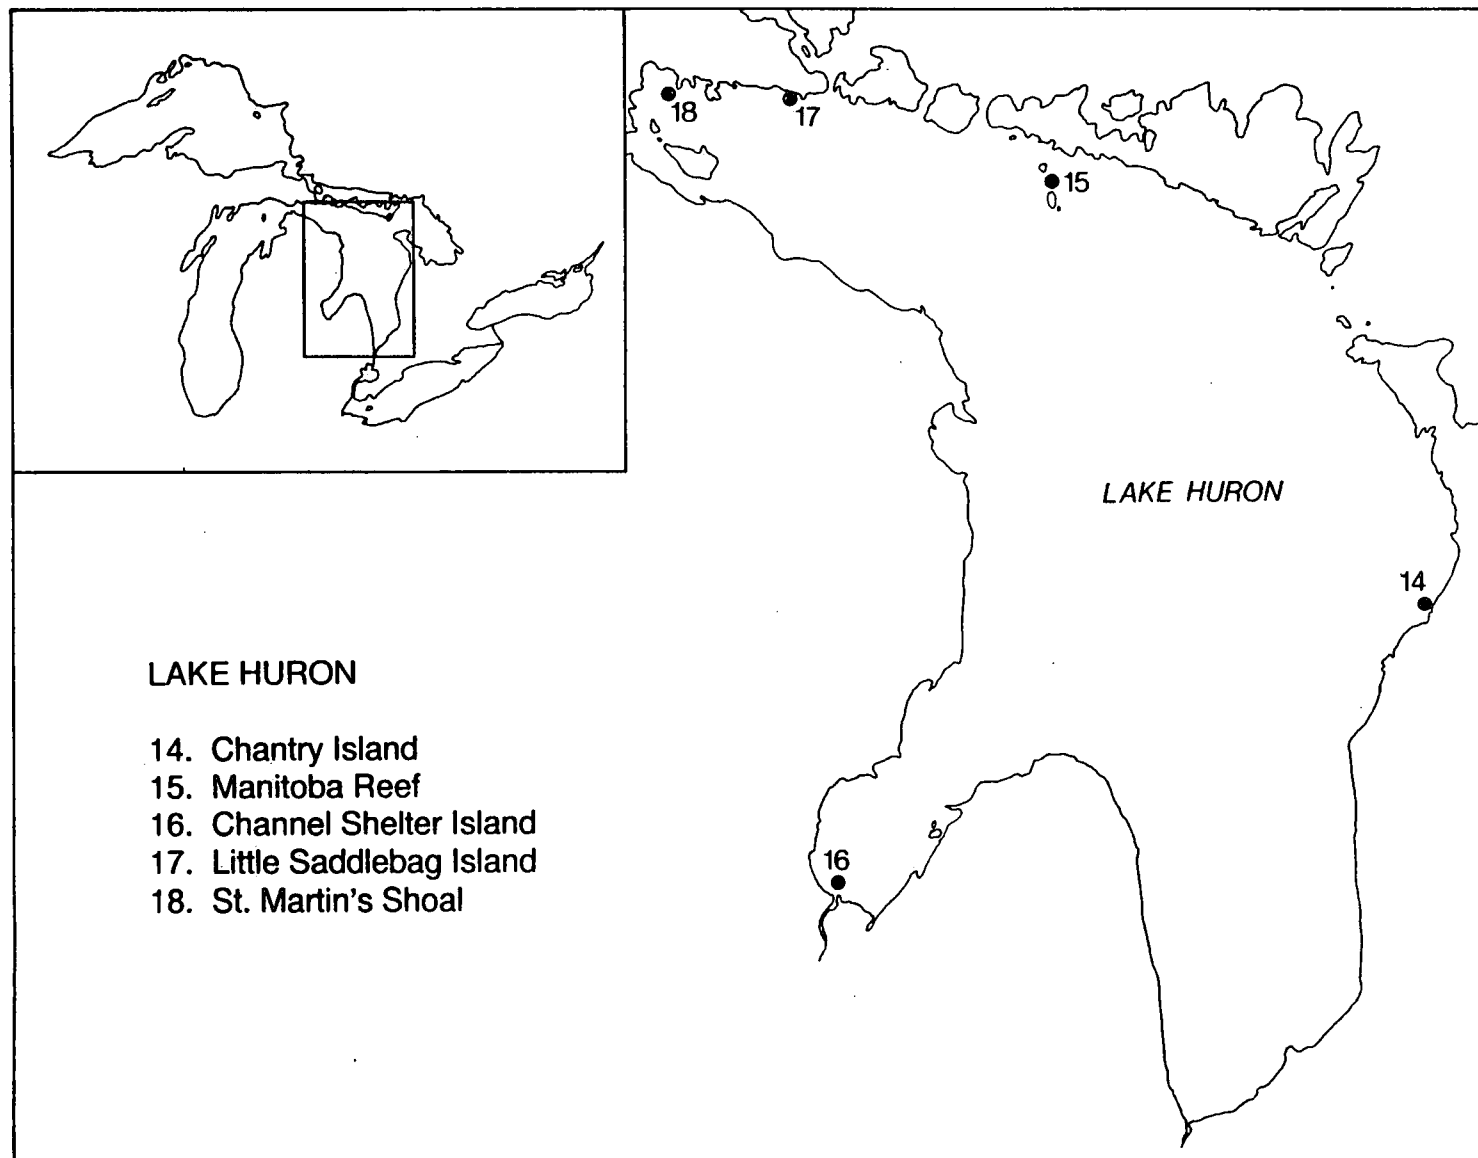 18
17
15
LAKE HURON
14
LAKE HURON
14. Chantry Island
15. Manitoba Reef
16. Channel Shelter Island
17. Little Saddlebag Island
18. St. Martin's Shoal
16